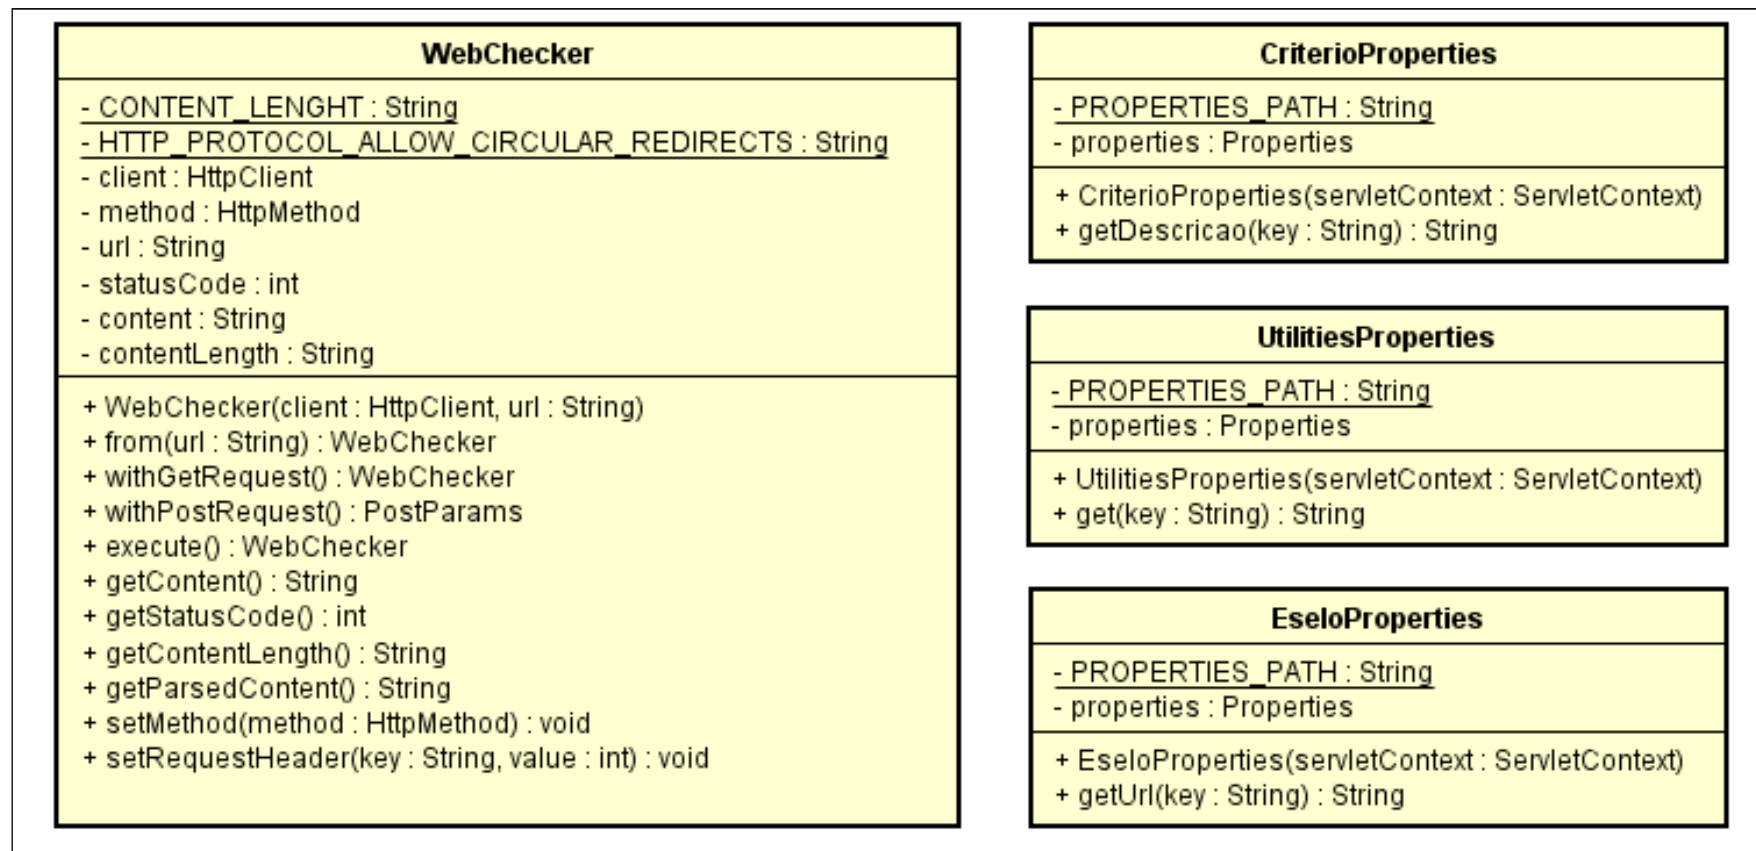 WebChecker
- CONTENT_LENGHT : String
- HTTP_PROTOCOL_ALLOW_CIRCULAR_REDIRECTS : String
- client : HttpClient
- method : HttpMethod
- url : String
- statusCode : int
- content : String
- contentLength : String
+ WebChecker(client : HttpClient, url : String)
+ from(url : String) : WebChecker
+ withGetRequest() : WebChecker
+ withPostRequest() : PostParams
+ execute() : WebChecker
+ getContent() : String
+ getStatusCode() : int
+ getContentLength() : String
+ getParsedContent() : String
+ setMethod(method : HttpMethod) : void
+ setRequestHeader(key : String, value : int) : void
CriterioProperties
- PROPERTIES_PATH : String
- properties : Properties
+ CriterioProperties(servletContext : ServletContext)
+ getDescricao(key : String) : String
UtilitiesProperties
- PROPERTIES_PATH : String
- properties : Properties
+ UtilitiesProperties(servletContext : ServletContext)
+ get(key : String) : String
EseloProperties
- PROPERTIES_PATH : String
- properties : Properties
+ EseloProperties(servletContext : ServletContext)
+ getUrl(key : String) : String